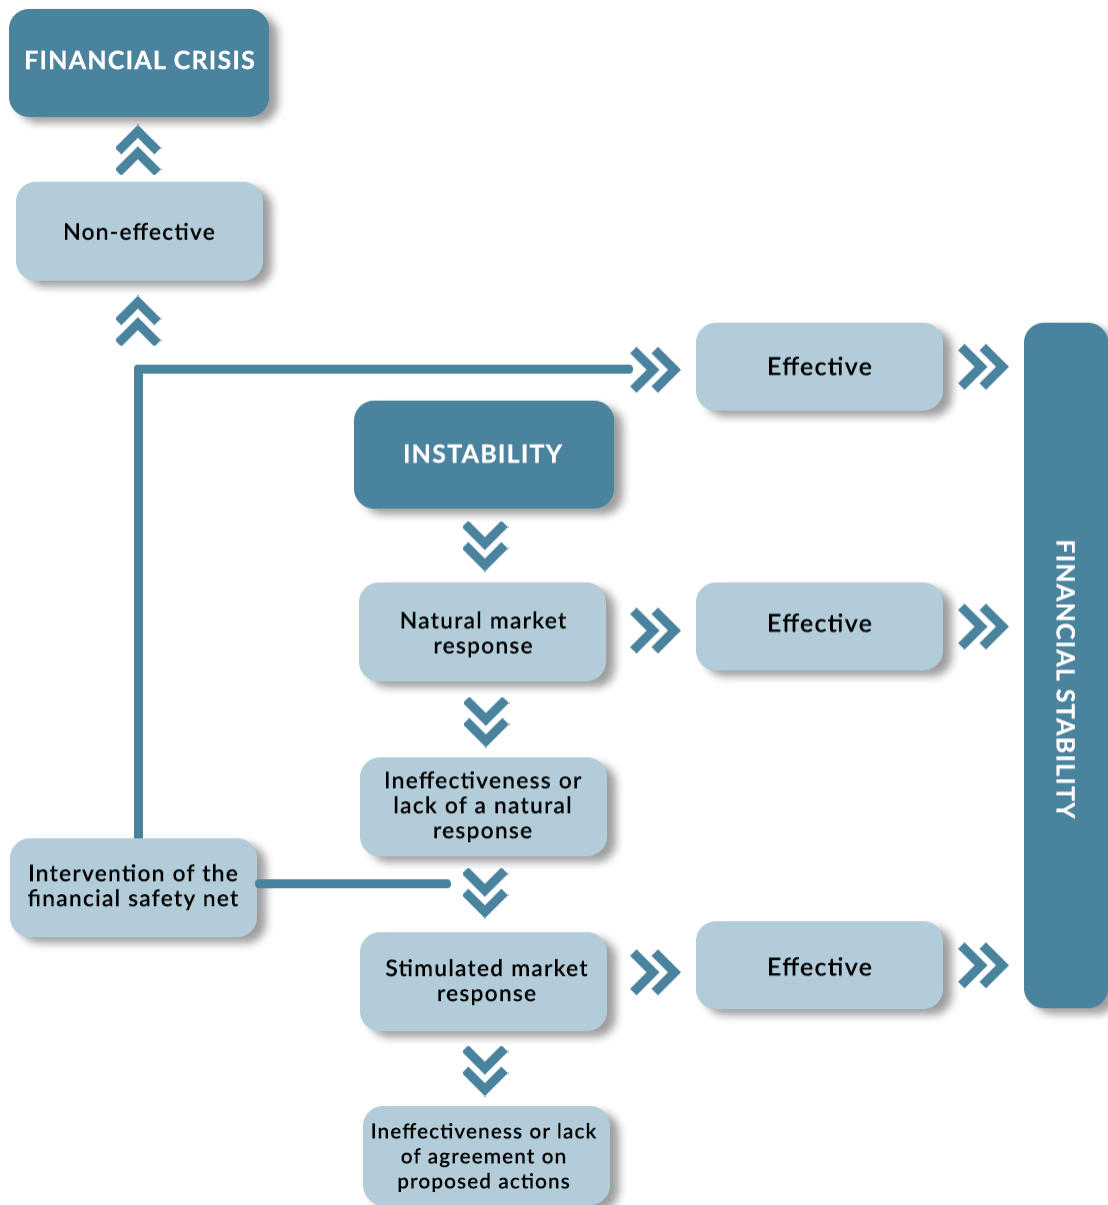 FINANCIAL CRISIS
Non-effective
Effective
INSTABILITY
Natural market
response
Effective
Ineffectiveness or
lack of a natural
response
Intervention of the
financial safety net
Stimulated market
response
Effective
Ineffectiveness or lack
of agreement on
proposed actions
FINANCIAL STABILITY